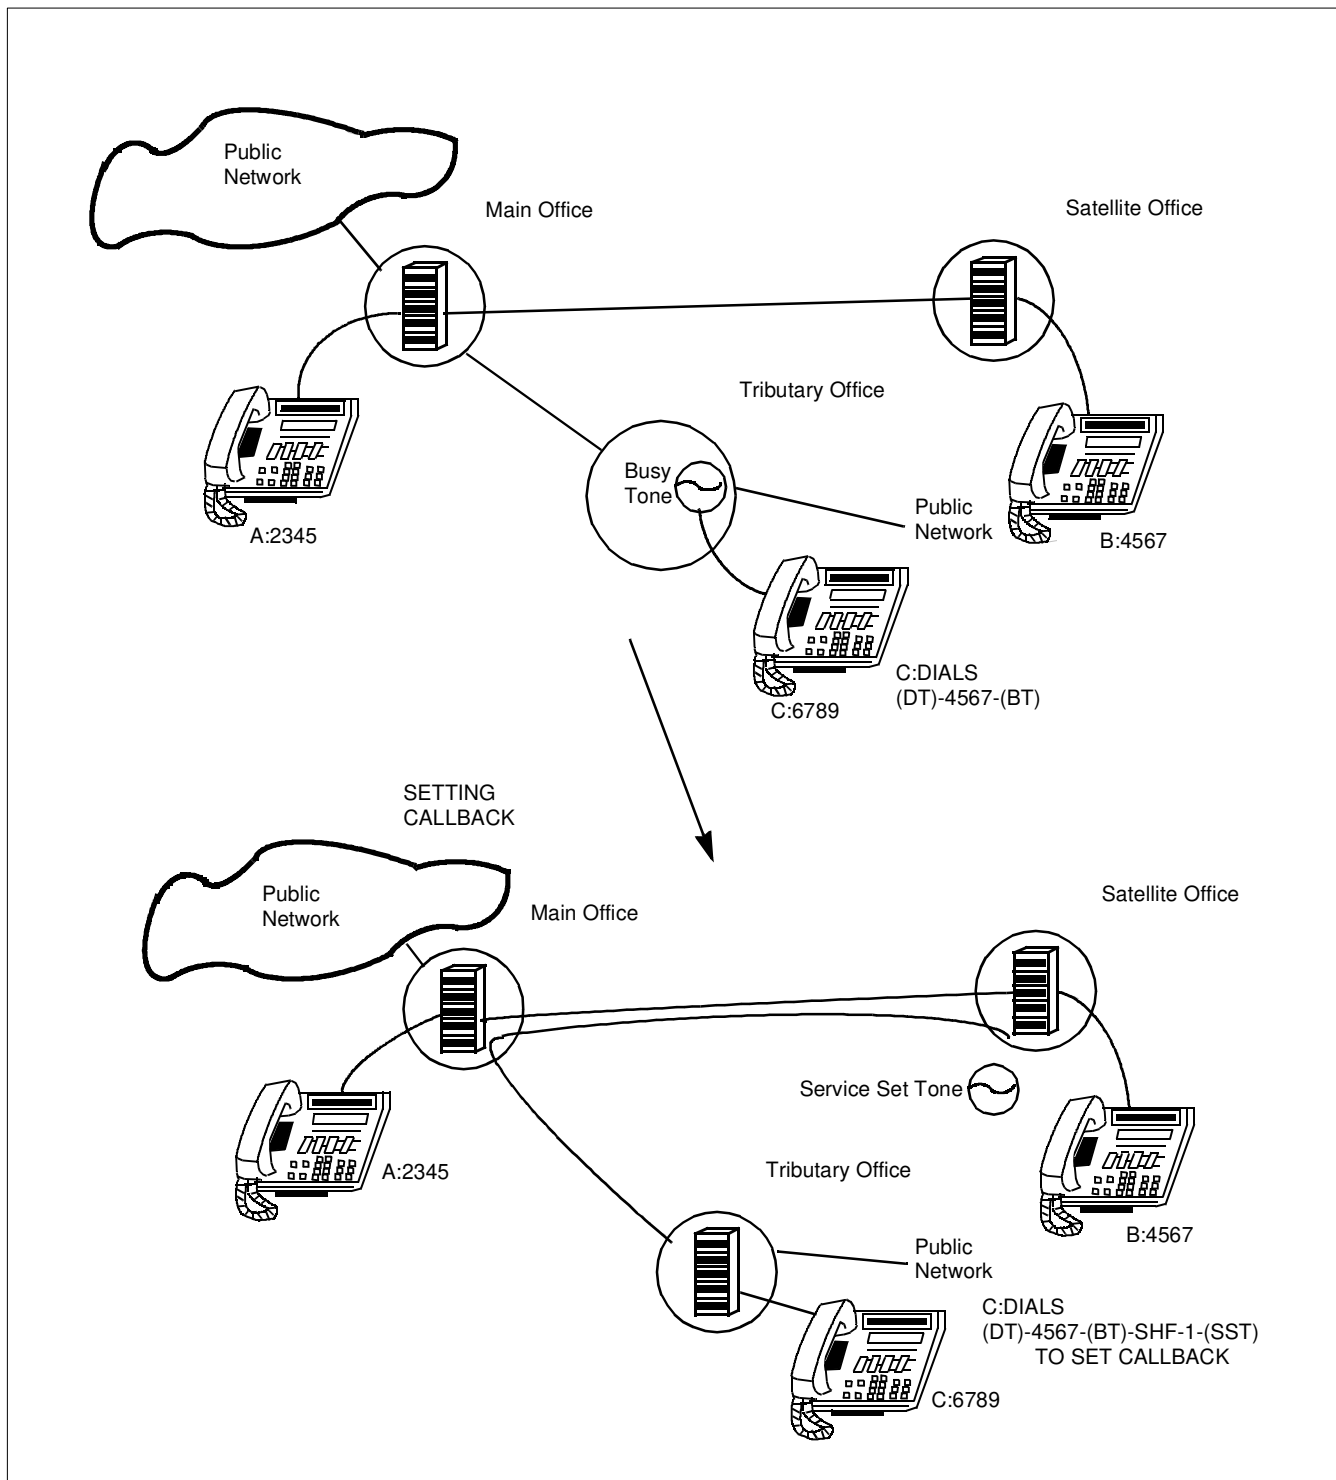 Public
Network
Main Office
Satellite Office
Tributary Office
Busy
Tone
Public
Network
A:2345
B:4567
C:DIALS
(DT)-4567-(BT)
C:6789
SETTING
CALLBACK
Public
Network
Main Office
Satellite Office
Service Set Tone
A:2345
Tributary Office
B:4567
Public
Network
C:DIALS
(DT)-4567-(BT)-SHF-1-(SST)
TO SET CALLBACK
C:6789